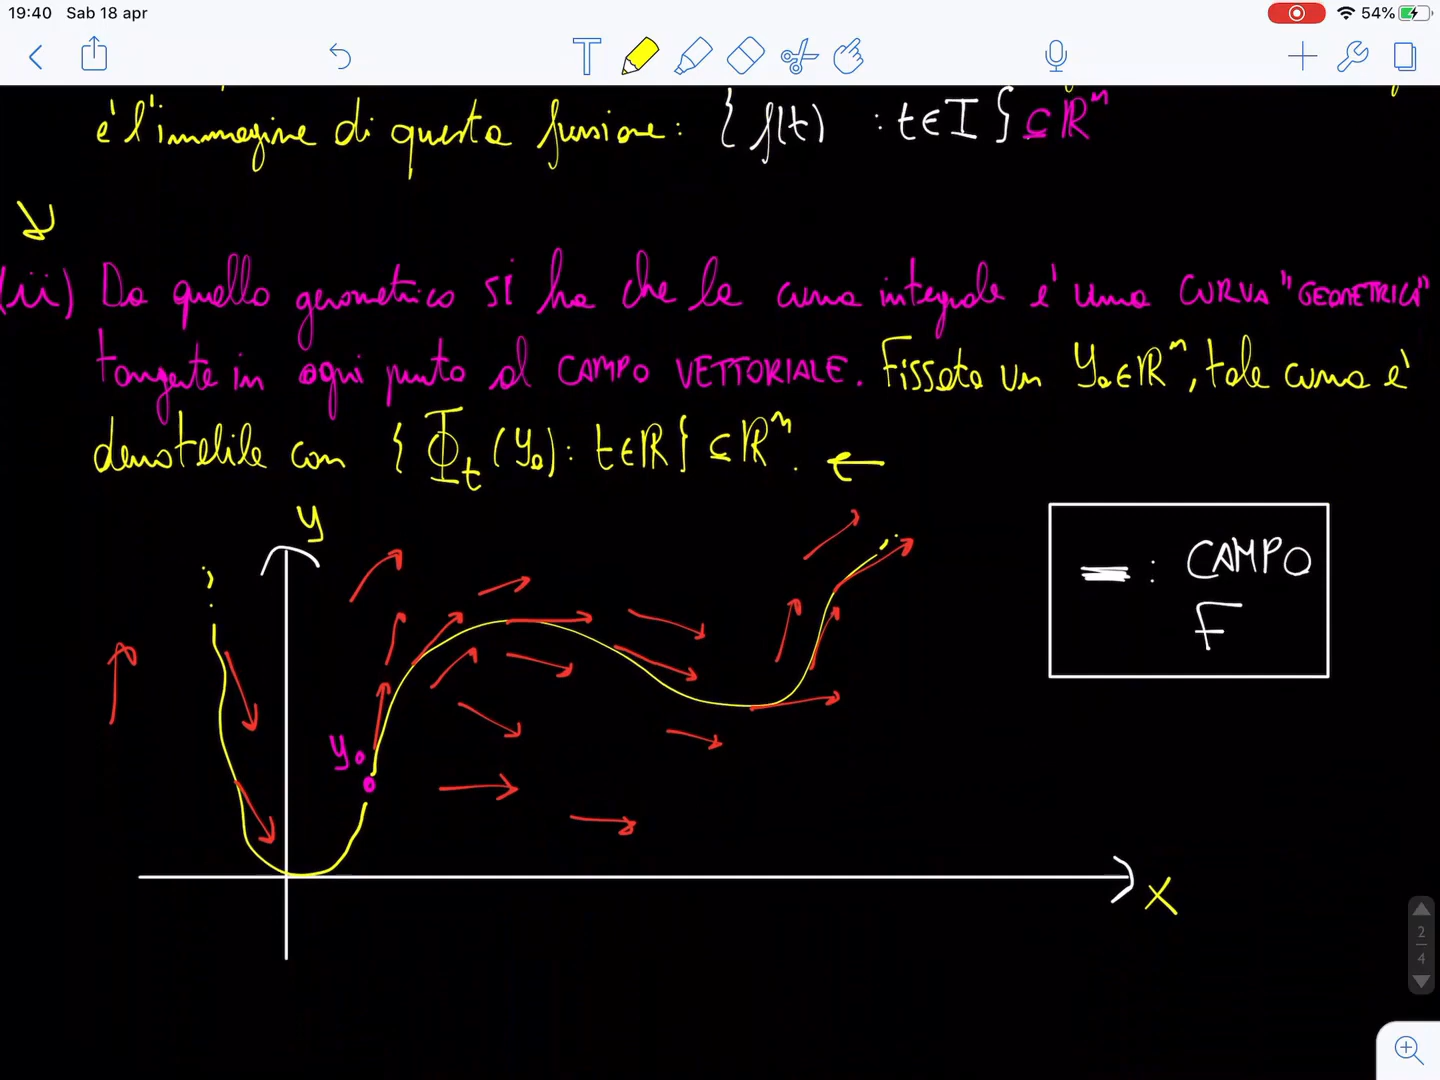 19:40 Sab 18 apr 54%
è l'immagine di questa funzione: { f(t) : t∈I } ⊆ ℝⁿ
(ii) Da quello geometrico si ha che la curva integrale è una CURVA "GEOMETRICA"
tangente in ogni punto al CAMPO VETTORIALE. Fissato un y₀∈ℝⁿ, tale curva è
denotabile con { Φₜ(y₀) : t∈ℝ } ⊆ ℝⁿ. ←
y
: CAMPO
F
y₀
x
2
4